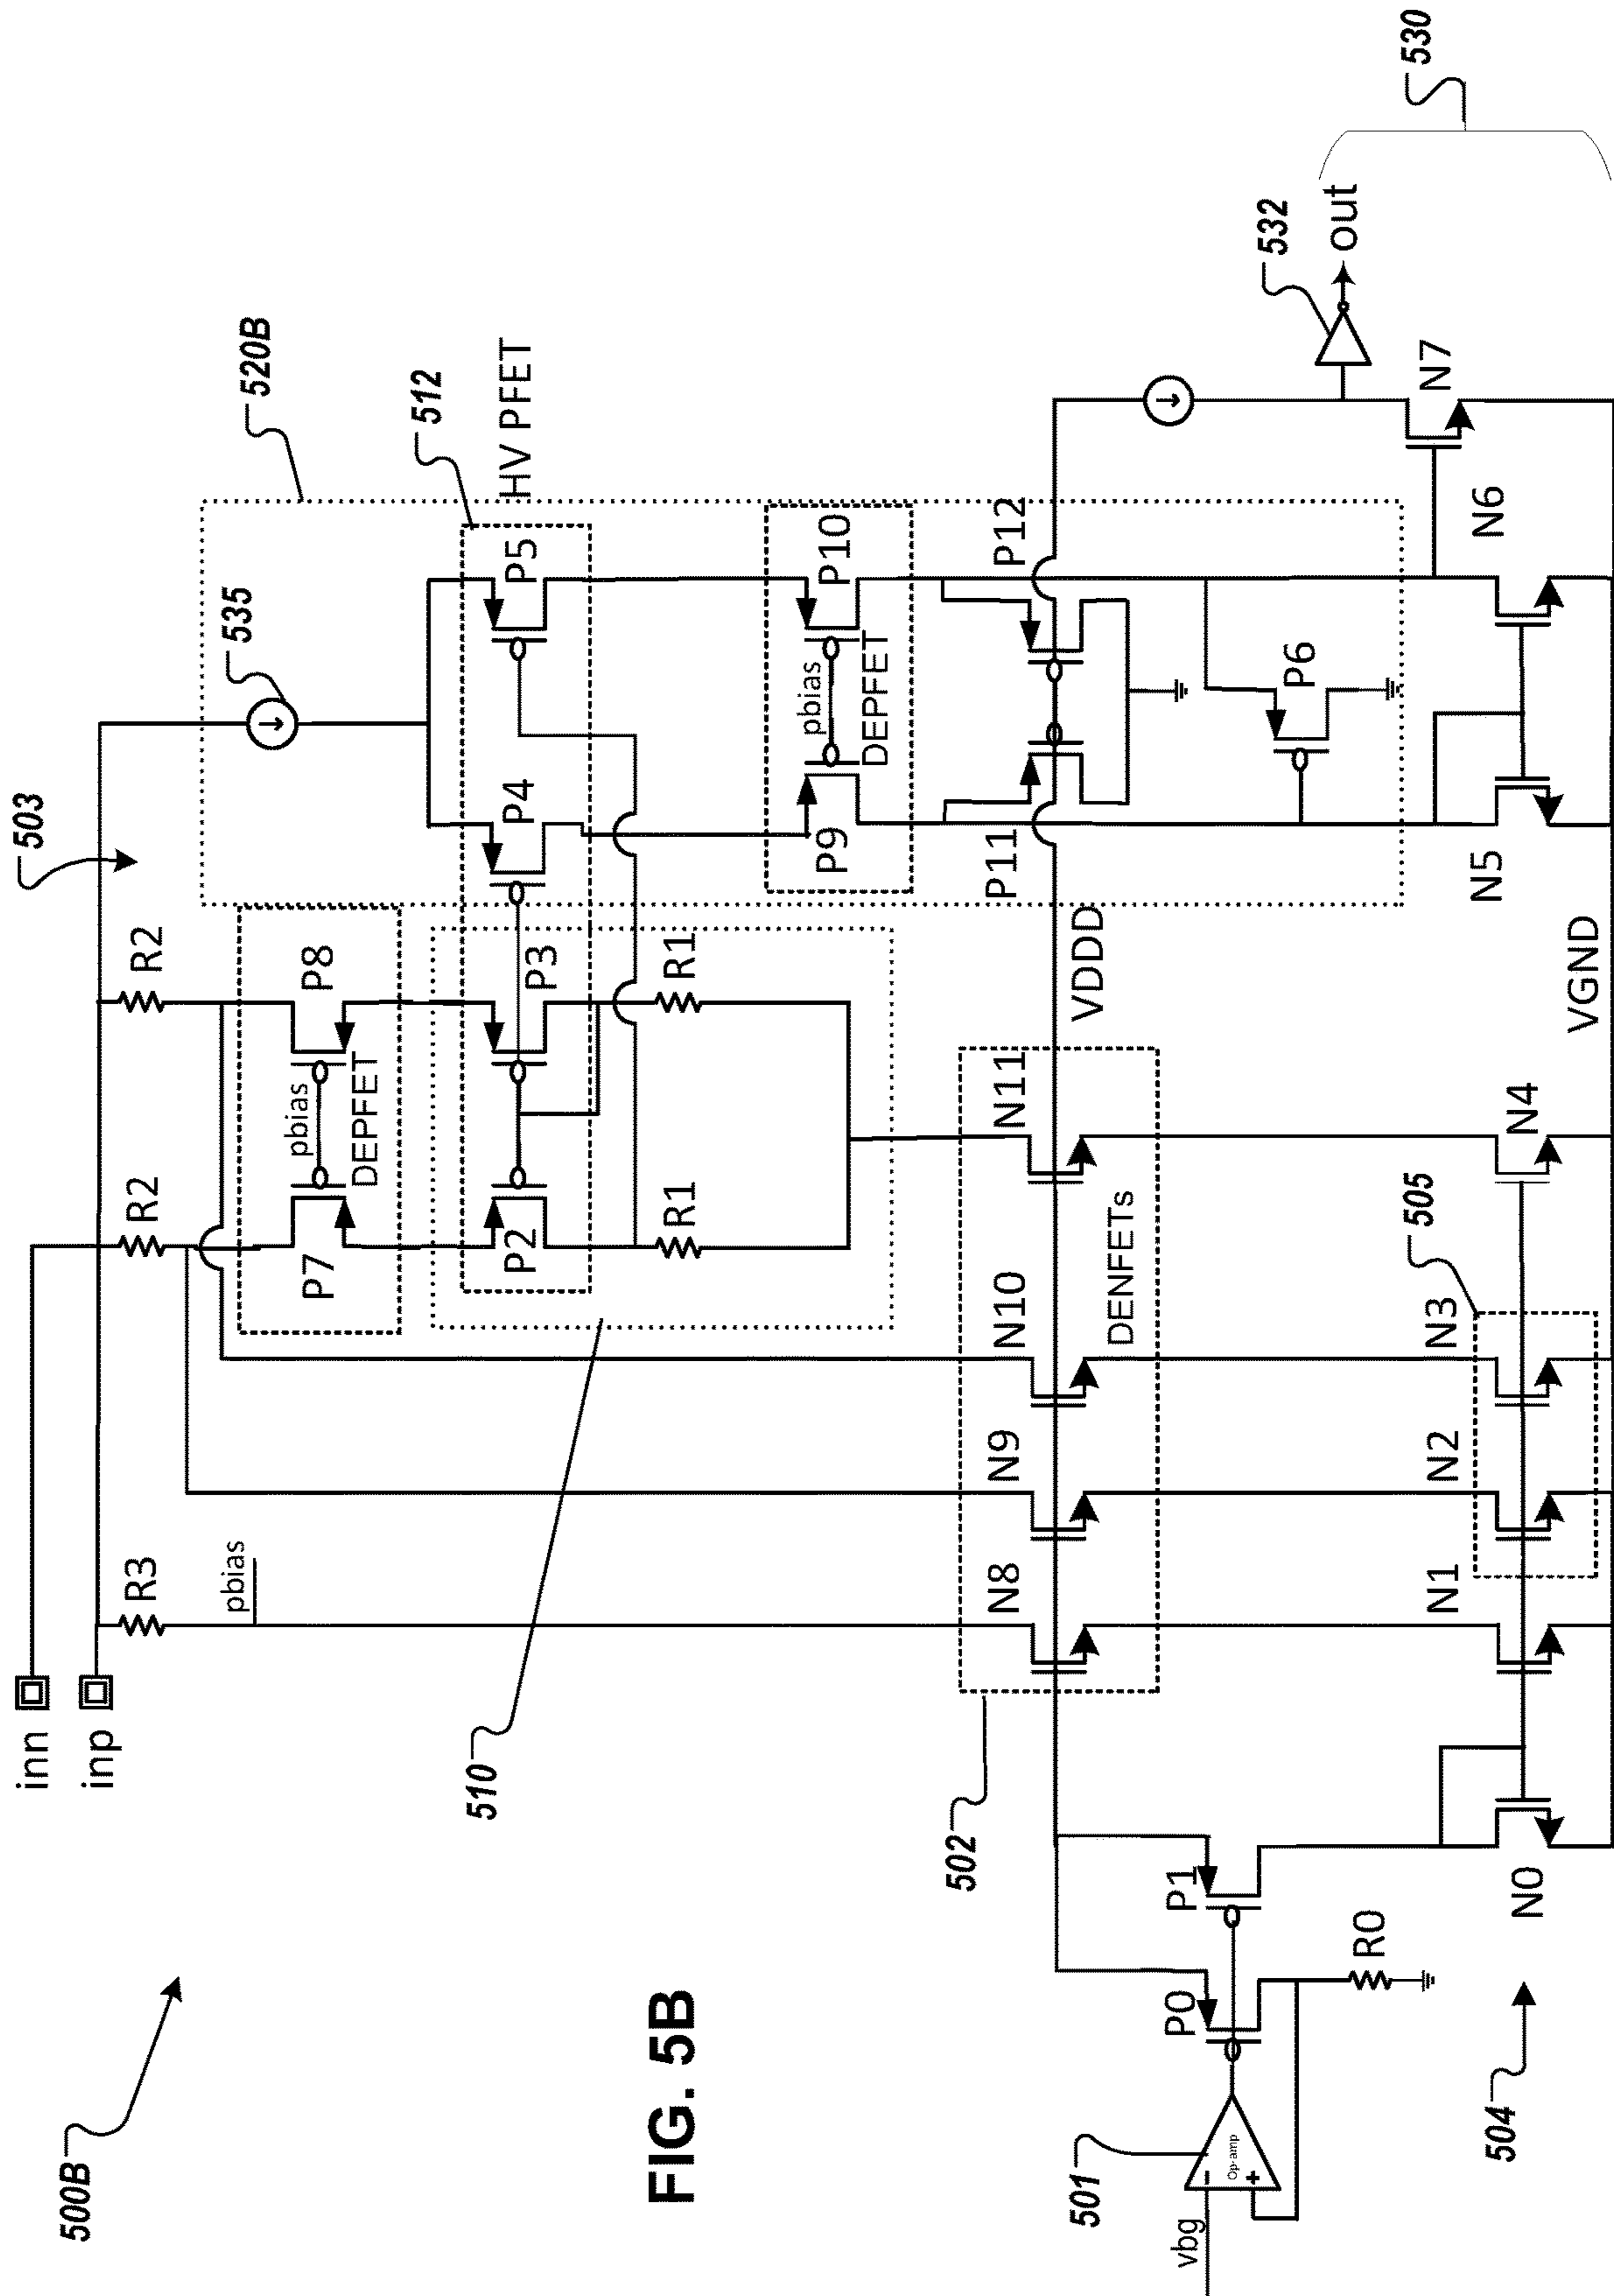 500B
FIG. 5B
inn
inp
503
520B
535
HV PFET
512
R3
R2
R2
pbias
P7
pbias
DEPFET
P8
P2
P3
P4
P5
R1
R1
510
P9
pbias
DEPFET
P10
502
N8
N9
N10
N11
DENFETs
VDDD
P11
P12
P6
501
vbg
-
+
Op-amp
P0
P1
R0
504
N0
N1
N2
N3
505
N4
VGND
N5
N6
N7
532
out
530